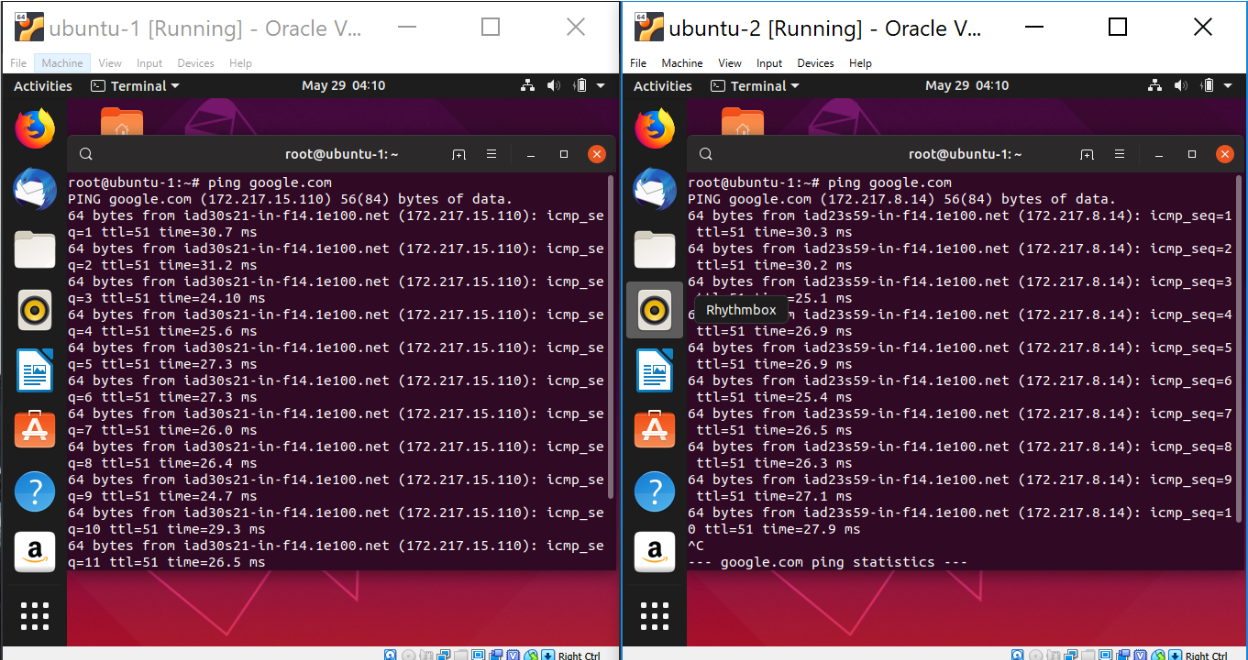 ubuntu-1 [Running] - Oracle V...
File Machine View Input Devices Help
Activities Terminal May 29 04:10
root@ubuntu-1: ~
root@ubuntu-1:~# ping google.com
PING google.com (172.217.15.110) 56(84) bytes of data.
64 bytes from iad30s21-in-f14.1e100.net (172.217.15.110): icmp_se
q=1 ttl=51 time=30.7 ms
64 bytes from iad30s21-in-f14.1e100.net (172.217.15.110): icmp_se
q=2 ttl=51 time=31.2 ms
64 bytes from iad30s21-in-f14.1e100.net (172.217.15.110): icmp_se
q=3 ttl=51 time=24.10 ms
64 bytes from iad30s21-in-f14.1e100.net (172.217.15.110): icmp_se
q=4 ttl=51 time=25.6 ms
64 bytes from iad30s21-in-f14.1e100.net (172.217.15.110): icmp_se
q=5 ttl=51 time=27.3 ms
64 bytes from iad30s21-in-f14.1e100.net (172.217.15.110): icmp_se
q=6 ttl=51 time=27.3 ms
64 bytes from iad30s21-in-f14.1e100.net (172.217.15.110): icmp_se
q=7 ttl=51 time=26.0 ms
64 bytes from iad30s21-in-f14.1e100.net (172.217.15.110): icmp_se
q=8 ttl=51 time=26.4 ms
64 bytes from iad30s21-in-f14.1e100.net (172.217.15.110): icmp_se
q=9 ttl=51 time=24.7 ms
64 bytes from iad30s21-in-f14.1e100.net (172.217.15.110): icmp_se
q=10 ttl=51 time=29.3 ms
64 bytes from iad30s21-in-f14.1e100.net (172.217.15.110): icmp_se
q=11 ttl=51 time=26.5 ms
Right Ctrl
ubuntu-2 [Running] - Oracle V...
File Machine View Input Devices Help
Activities Terminal May 29 04:10
root@ubuntu-1: ~
root@ubuntu-1:~# ping google.com
PING google.com (172.217.8.14) 56(84) bytes of data.
64 bytes from iad23s59-in-f14.1e100.net (172.217.8.14): icmp_seq=1
ttl=51 time=30.3 ms
64 bytes from iad23s59-in-f14.1e100.net (172.217.8.14): icmp_seq=2
ttl=51 time=30.2 ms
64 bytes from iad23s59-in-f14.1e100.net (172.217.8.14): icmp_seq=3
=25.1 ms
Rhythmbox
iad23s59-in-f14.1e100.net (172.217.8.14): icmp_seq=4
ttl=51 time=26.9 ms
64 bytes from iad23s59-in-f14.1e100.net (172.217.8.14): icmp_seq=5
ttl=51 time=26.9 ms
64 bytes from iad23s59-in-f14.1e100.net (172.217.8.14): icmp_seq=6
ttl=51 time=25.4 ms
64 bytes from iad23s59-in-f14.1e100.net (172.217.8.14): icmp_seq=7
ttl=51 time=26.5 ms
64 bytes from iad23s59-in-f14.1e100.net (172.217.8.14): icmp_seq=8
ttl=51 time=26.3 ms
64 bytes from iad23s59-in-f14.1e100.net (172.217.8.14): icmp_seq=9
ttl=51 time=27.1 ms
64 bytes from iad23s59-in-f14.1e100.net (172.217.8.14): icmp_seq=1
0 ttl=51 time=27.9 ms
^C
--- google.com ping statistics ---
Right Ctrl